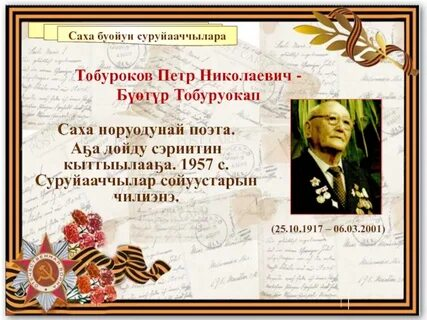 Саха буойун суруйааччылара
Тобуроков Петр Николаевич -
Бүөтүр Тобуруокап
Саха норуодунай поэта.
Аҕа дойду сэриитин
кыттыылааҕа. 1957 с.
Суруйааччылар сойуустарын
чилиэнэ.
(25.10.1917 – 06.03.2001)